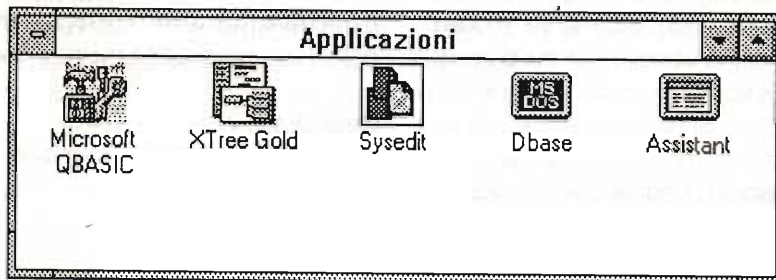 Applicazioni
MS
DOS
Microsoft
QBASIC
XTree Gold
Sysedit
Dbase
Assistant